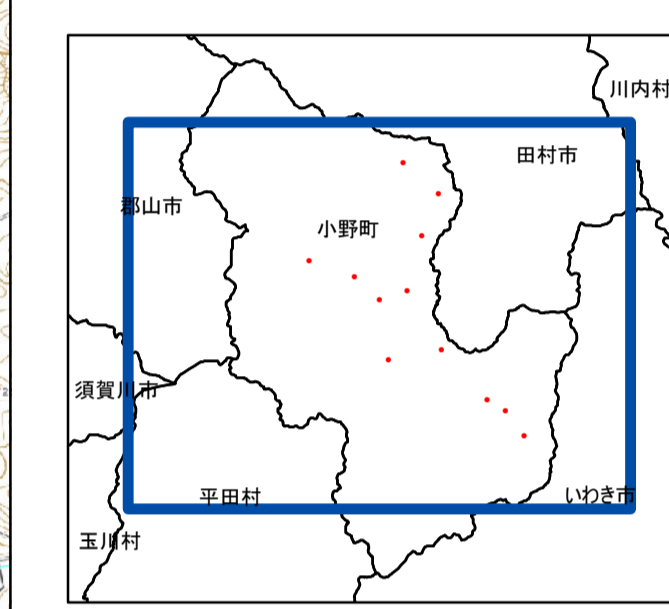 川内村
田村市
郡山市
小野町
須賀川市
平田村
いわき市
玉川村